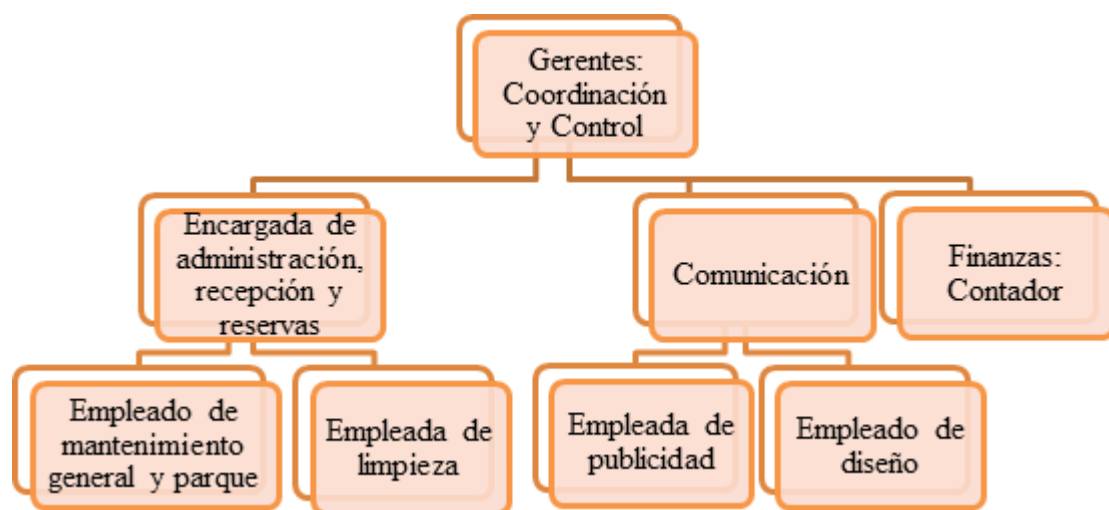 Gerentes:
Coordinación
y Control
Encargada de
administración,
recepción y
reservas
Comunicación
Finanzas:
Contador
Empleado de
mantenimiento
general y parque
Empleada de
limpieza
Empleada de
publicidad
Empleado de
diseño